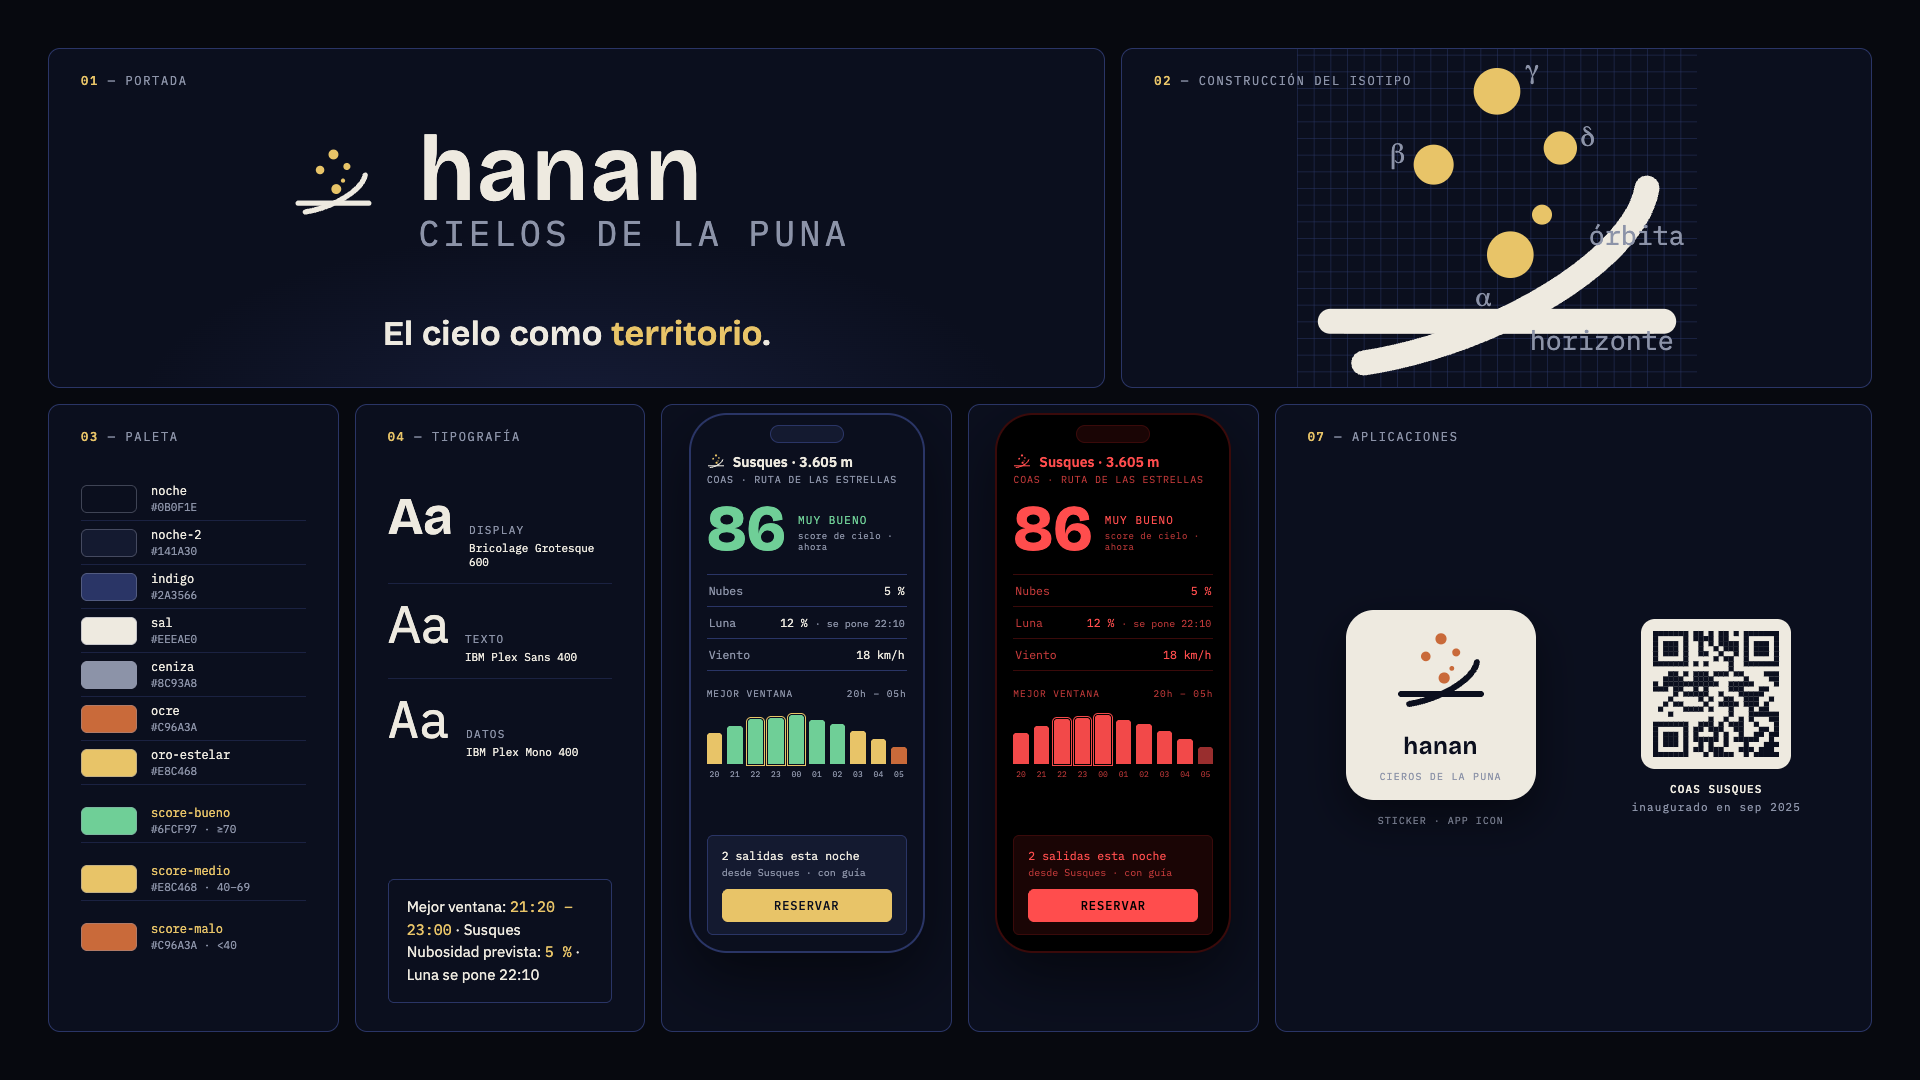 01 — PORTADA
hanan
CIELOS DE LA PUNA
El cielo como territorio.
02 — CONSTRUCCIÓN DEL ISOTIPO
γ
δ
β
órbita
α
horizonte
03 — PALETA
noche
#0B0F1E
noche-2
#141A30
indigo
#2A3566
sal
#EEEAE0
ceniza
#8C93A8
ocre
#C96A3A
oro-estelar
#E8C468
score-bueno
#6FCF97 · ≥70
score-medio
#E8C468 · 40–69
score-malo
#C96A3A · <40
04 — TIPOGRAFÍA
Aa
DISPLAY
Bricolage Grotesque
600
Aa
TEXTO
IBM Plex Sans 400
Aa
DATOS
IBM Plex Mono 400
Mejor ventana: 21:20 –
23:00 · Susques
Nubosidad prevista: 5 % ·
Luna se pone 22:10
Susques · 3.605 m
COAS · RUTA DE LAS ESTRELLAS
86
MUY BUENO
score de cielo ·
ahora
Nubes 5 %
Luna 12 % · se pone 22:10
Viento 18 km/h
MEJOR VENTANA 20h – 05h
20 21 22 23 00 01 02 03 04 05
2 salidas esta noche
desde Susques · con guía
RESERVAR
Susques · 3.605 m
COAS · RUTA DE LAS ESTRELLAS
86
MUY BUENO
score de cielo ·
ahora
Nubes 5 %
Luna 12 % · se pone 22:10
Viento 18 km/h
MEJOR VENTANA 20h – 05h
20 21 22 23 00 01 02 03 04 05
2 salidas esta noche
desde Susques · con guía
RESERVAR
07 — APLICACIONES
hanan
CIEROS DE LA PUNA
STICKER · APP ICON
COAS SUSQUES
inaugurado en sep 2025